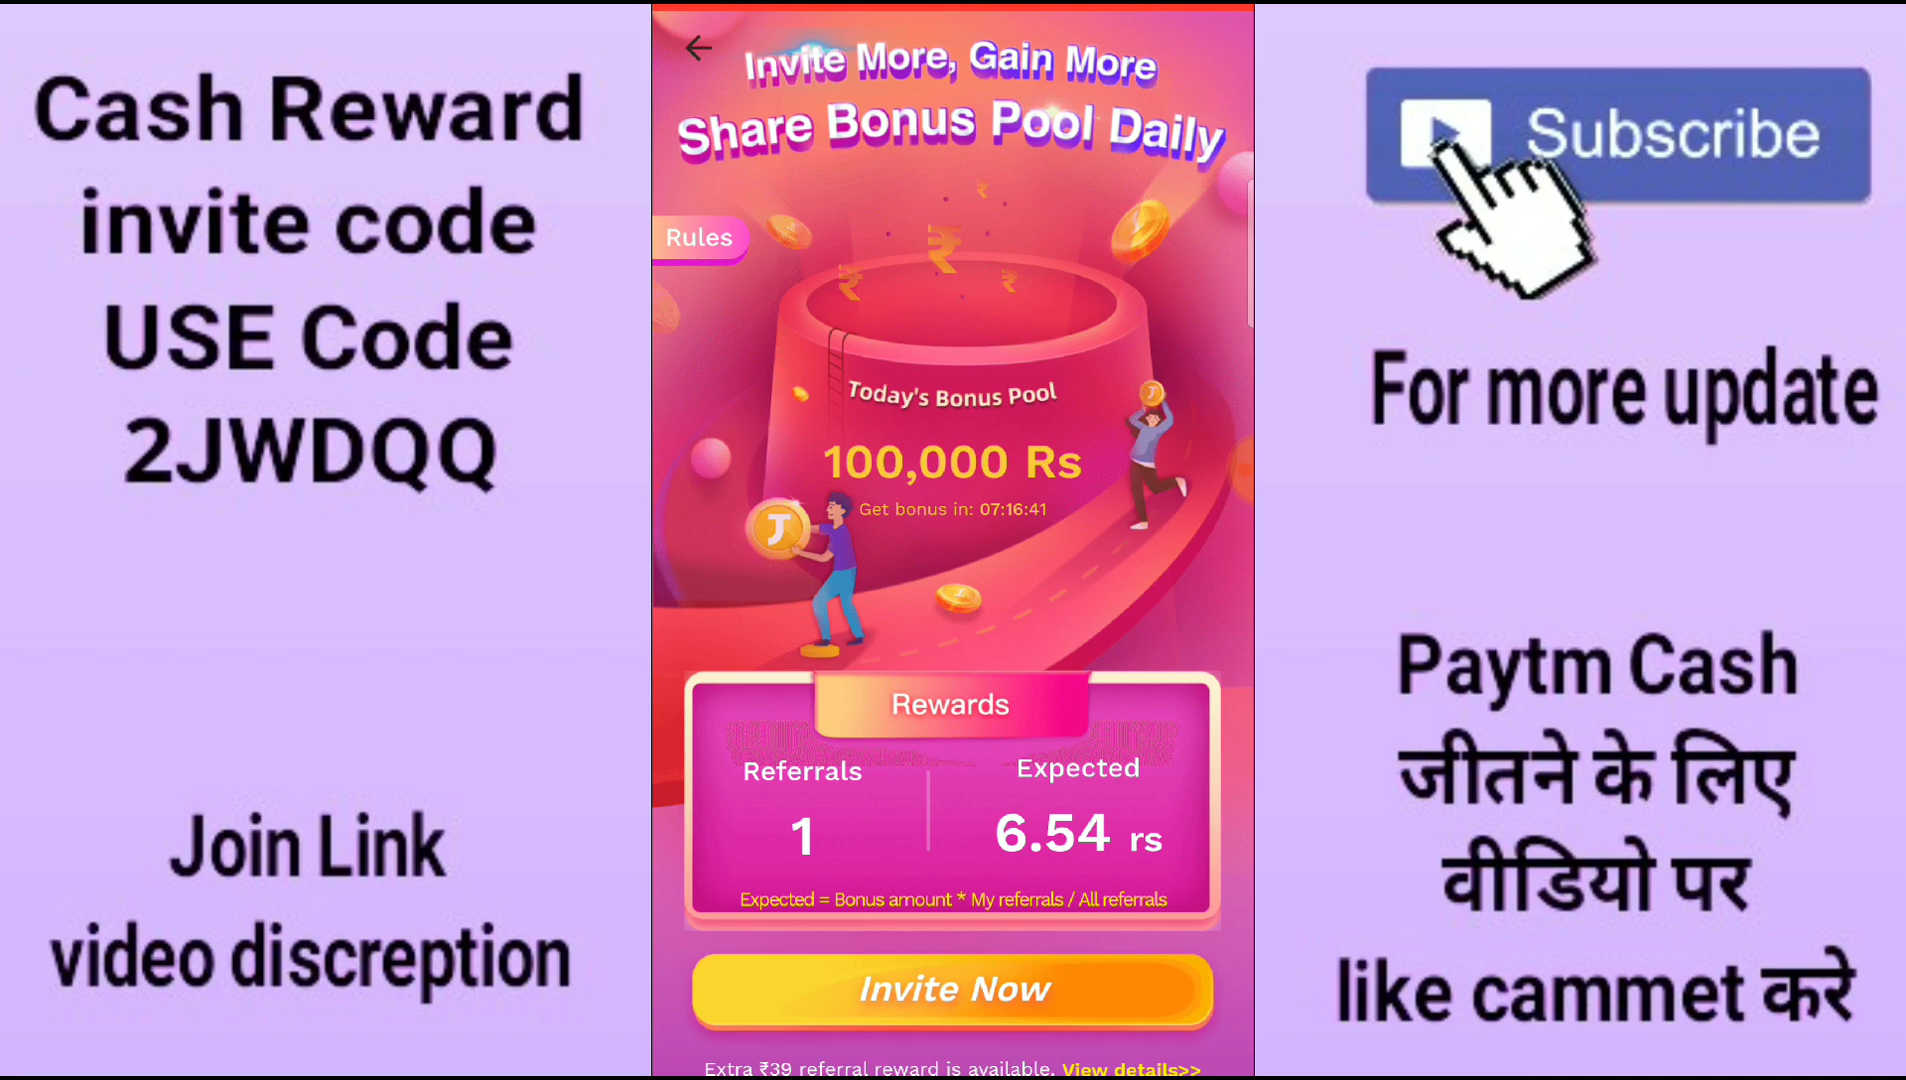 Cash Reward
invite code
USE Code
2JWDQQ
Join Link
video discreption
Invite More, Gain More
Share Bonus Pool Daily
Rules
Today's Bonus Pool
100,000 Rs
Get bonus in: 07:16:41
J
J
Rewards
Referrals
Expected
1
6.54 rs
Expected = Bonus amount * My referrals / All referrals
Invite Now
Extra ₹39 referral reward is available. View details>>
Subscribe
For more update
Paytm Cash
जीतने के लिए
वीडियो पर
like cammet करे